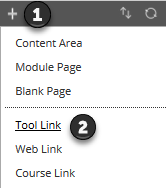 + 1
Content Area
Module Page
Blank Page
Tool Link 2
Web Link
Course Link